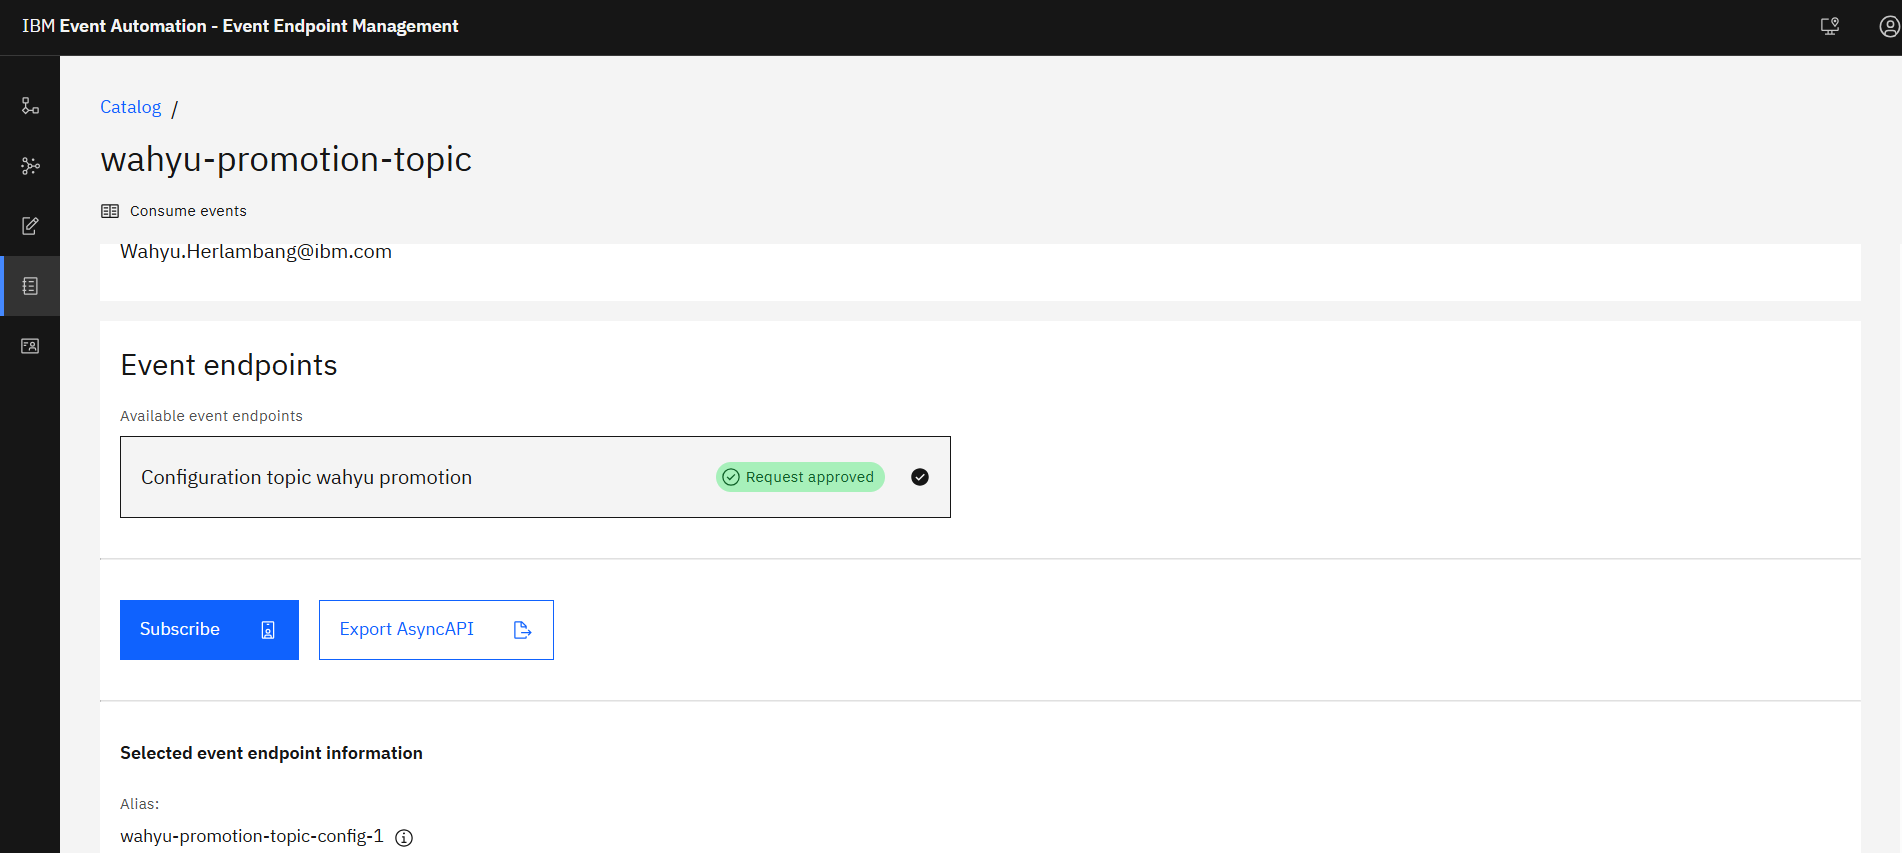 IBM Event Automation - Event Endpoint Management
Catalog /
wahyu-promotion-topic
Consume events
Wahyu.Herlambang@ibm.com
Event endpoints
Available event endpoints
Configuration topic wahyu promotion
Request approved
Subscribe
Export AsyncAPI
Selected event endpoint information
Alias:
wahyu-promotion-topic-config-1